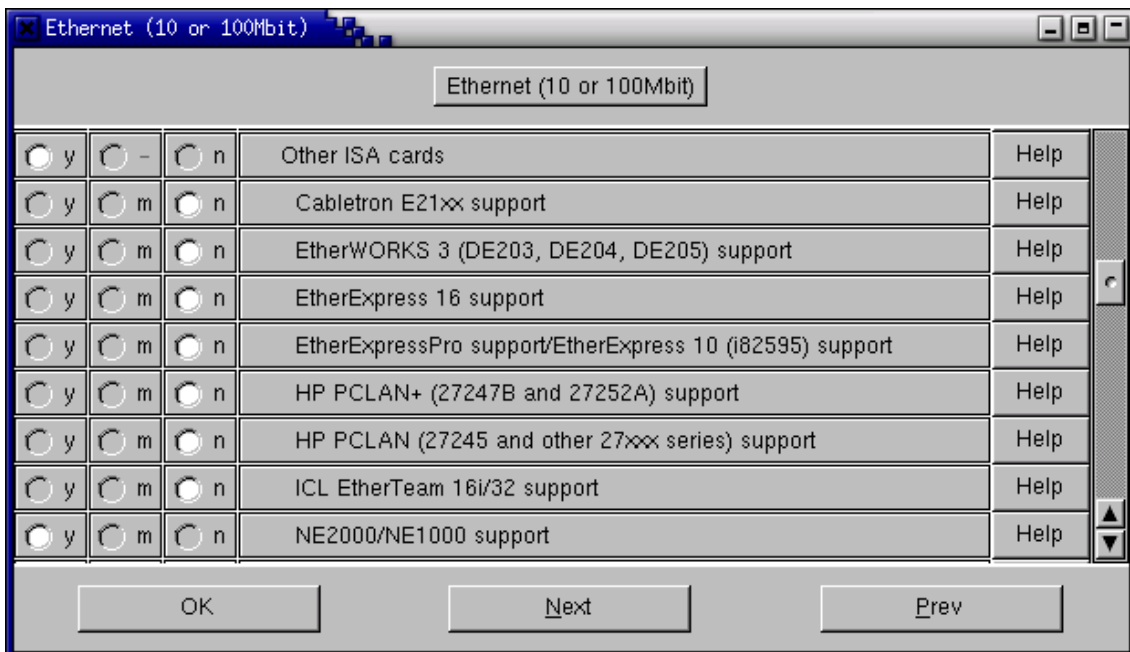 Ethernet (10 or 100Mbit)
Ethernet (10 or 100Mbit)
y - n Other ISA cards Help
y m n Cabletron E21xx support Help
y m n EtherWORKS 3 (DE203, DE204, DE205) support Help
y m n EtherExpress 16 support Help
y m n EtherExpressPro support/EtherExpress 10 (i82595) support Help
y m n HP PCLAN+ (27247B and 27252A) support Help
y m n HP PCLAN (27245 and other 27xxx series) support Help
y m n ICL EtherTeam 16i/32 support Help
y m n NE2000/NE1000 support Help
OK Next Prev